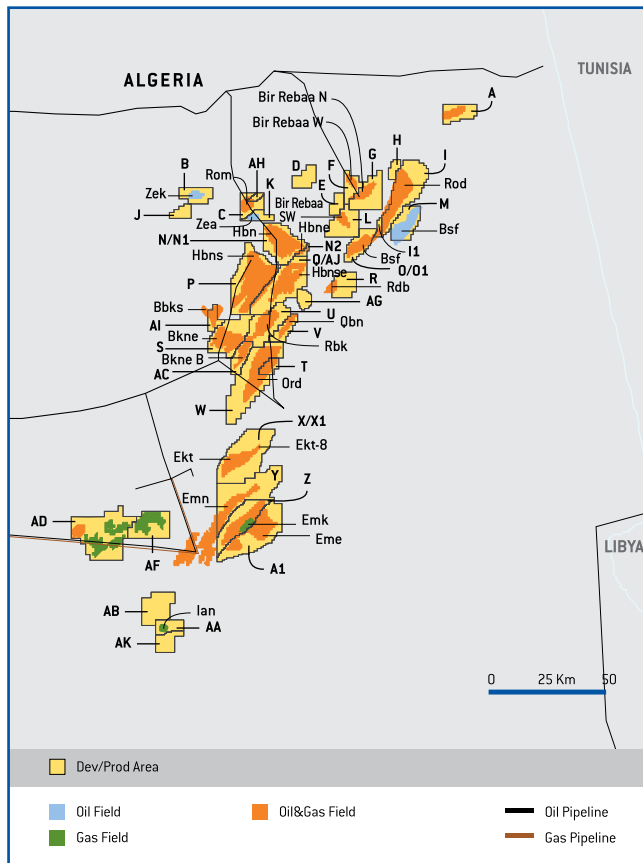 ALGERIA
TUNISIA
A
Bir Rebaa N
Bir Rebaa W
H
I
B
AH
D
F
G
Rom
Rod
Zek
K
E
M
J
C
Bir Rebaa
SW
L
Zea
Hbn
Hbne
Bsf
N/N1
N2
I1
Hbns
Q/AJ
Bsf
O/O1
Hbnse
P
R
Rdb
AG
Bbks
U
Qbn
AI
V
Bkne
S
Rbk
Bkne B
T
AC
Ord
W
X/X1
Ekt
Ekt-8
Y
Z
Emn
AD
Emk
Eme
AF
A1
LIBYA
AB
Ian
AA
AK
0 25 Km 50
Dev/Prod Area
Oil Field
Oil&Gas Field
Oil Pipeline
Gas Field
Gas Pipeline